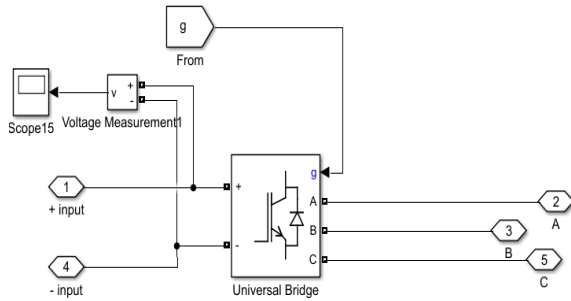 g
From
+
v
-
Scope15
Voltage Measurement1
1
+ input
4
- input
g
+
A
B
-
C
Universal Bridge
2
A
3
B
5
C